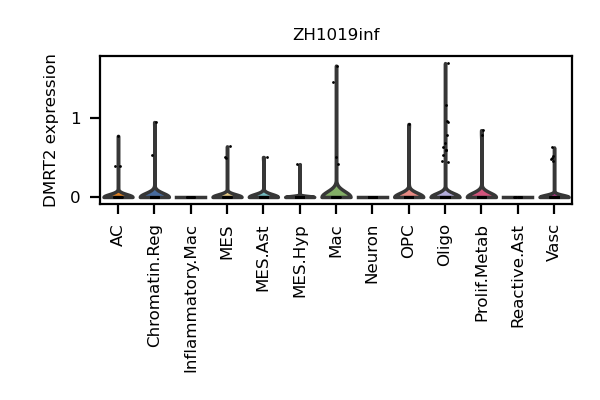 ZH1019inf
DMRT2 expression
1
0
AC
Chromatin.Reg
Inflammatory.Mac
MES
MES.Ast
MES.Hyp
Mac
Neuron
OPC
Oligo
Prolif.Metab
Reactive.Ast
Vasc